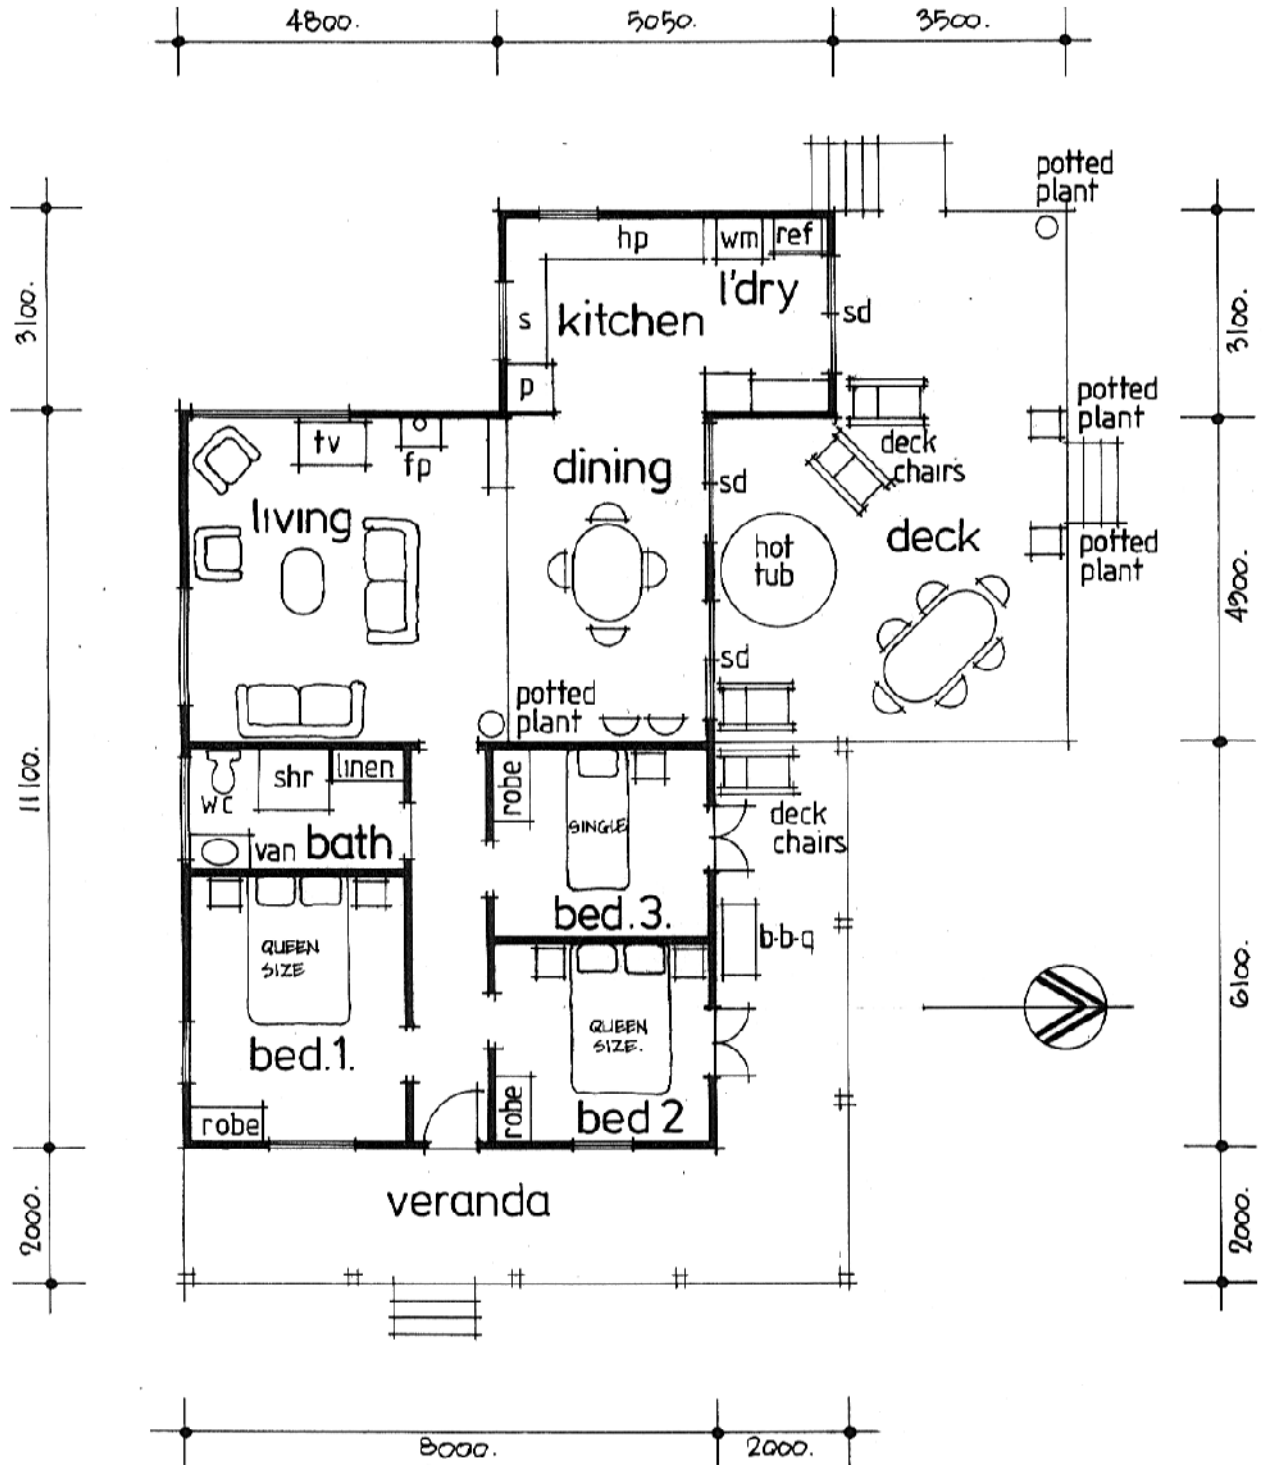 4800.
5050.
3500.
potted
plant
hp
wm
ref
l'dry
3100.
s
kitchen
sd
3100.
p
potted
plant
tv
fp
dining
deck
chairs
sd
living
deck
hot
tub
potted
plant
4900.
sd
potted
plant
11100.
wc
shr
linen
robe
SINGLE
deck
chairs
van
bath
bed.3.
b-b-q
QUEEN
SIZE
6100.
QUEEN
SIZE.
bed.1.
robe
robe
bed 2
veranda
2000.
2000.
8000.
2000.